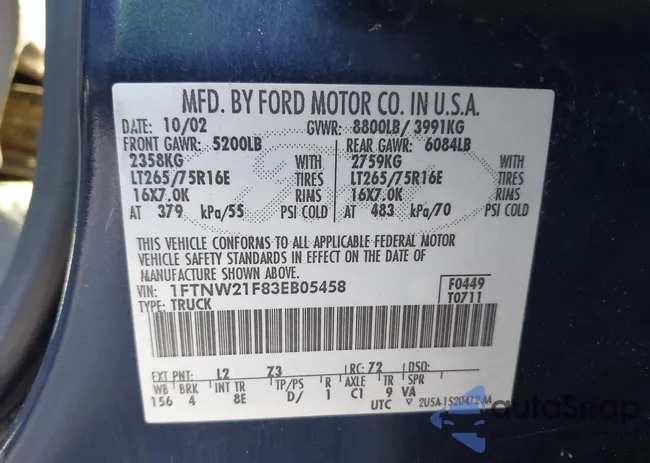 MFD. BY FORD MOTOR CO. IN U.S.A.
DATE: 10/02 GVWR: 8800LB/ 3991KG
FRONT GAWR: 5200LB REAR GAWR: 6084LB
2358KG WITH 2759KG WITH
LT265/75R16E TIRES LT265/75R16E TIRES
16X7.0K RIMS 16X7.0K RIMS
AT 379 kPa/55 PSI COLD AT 483 kPa/70 PSI COLD
THIS VEHICLE CONFORMS TO ALL APPLICABLE FEDERAL MOTOR
VEHICLE SAFETY STANDARDS IN EFFECT ON THE DATE OF
MANUFACTURE SHOWN ABOVE.
VIN: 1FTNW21F83EB05458 F0449
TYPE: TRUCK T0711
EXT PNT: L2 Z3 RC: 72 DSO:
WB BRK INT TR TP/PS R AXLE TR SPR
156 4 8E D/ 1 C1 9 VA
UTC
autoSnap